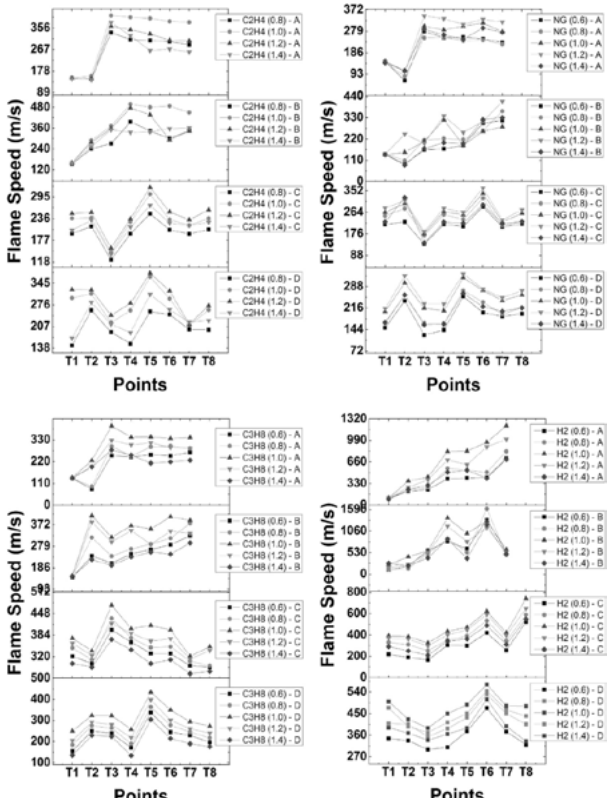 Flame Speed (m/s)
356
267
178
89
C2H4 (0.8) - A
C2H4 (1.0) - A
C2H4 (1.2) - A
C2H4 (1.4) - A
480
360
240
120
C2H4 (0.8) - B
C2H4 (1.0) - B
C2H4 (1.2) - B
C2H4 (1.4) - B
295
236
177
118
C2H4 (0.8) - C
C2H4 (1.0) - C
C2H4 (1.2) - C
C2H4 (1.4) - C
345
276
207
138
C2H4 (0.8) - D
C2H4 (1.0) - D
C2H4 (1.2) - D
C2H4 (1.4) - D
Flame Speed (m/s)
T1 T2 T3 T4 T5 T6 T7 T8
Points
Flame Speed (m/s)
372
279
186
93
NG (0.6) - A
NG (0.8) - A
NG (1.0) - A
NG (1.2) - A
NG (1.4) - A
440
330
220
110
0
NG (0.6) - B
NG (0.8) - B
NG (1.0) - B
NG (1.2) - B
NG (1.4) - B
352
264
176
88
NG (0.6) - C
NG (0.8) - C
NG (1.0) - C
NG (1.2) - C
NG (1.4) - C
288
216
144
72
NG (0.6) - D
NG (0.8) - D
NG (1.0) - D
NG (1.2) - D
NG (1.4) - D
Flame Speed (m/s)
T1 T2 T3 T4 T5 T6 T7 T8
Points
Flame Speed (m/s)
330
220
110
0
C3H8 (0.6) - A
C3H8 (0.8) - A
C3H8 (1.0) - A
C3H8 (1.2) - A
C3H8 (1.4) - A
372
279
186
93
C3H8 (0.6) - B
C3H8 (0.8) - B
C3H8 (1.0) - B
C3H8 (1.2) - B
C3H8 (1.4) - B
512
448
384
320
C3H8 (0.6) - C
C3H8 (0.8) - C
C3H8 (1.0) - C
C3H8 (1.2) - C
C3H8 (1.4) - C
500
400
300
200
100
C3H8 (0.6) - D
C3H8 (0.8) - D
C3H8 (1.0) - D
C3H8 (1.2) - D
C3H8 (1.4) - D
Flame Speed (m/s)
T1 T2 T3 T4 T5 T6 T7 T8
Points
Flame Speed (m/s)
1320
990
660
330
0
H2 (0.6) - A
H2 (0.8) - A
H2 (1.0) - A
H2 (1.2) - A
H2 (1.4) - A
1590
1060
530
0
H2 (0.6) - B
H2 (0.8) - B
H2 (1.0) - B
H2 (1.2) - B
H2 (1.4) - B
800
600
400
200
0
H2 (0.6) - C
H2 (0.8) - C
H2 (1.0) - C
H2 (1.2) - C
H2 (1.4) - C
540
450
360
270
H2 (0.6) - D
H2 (0.8) - D
H2 (1.0) - D
H2 (1.2) - D
H2 (1.4) - D
Flame Speed (m/s)
T1 T2 T3 T4 T5 T6 T7 T8
Points